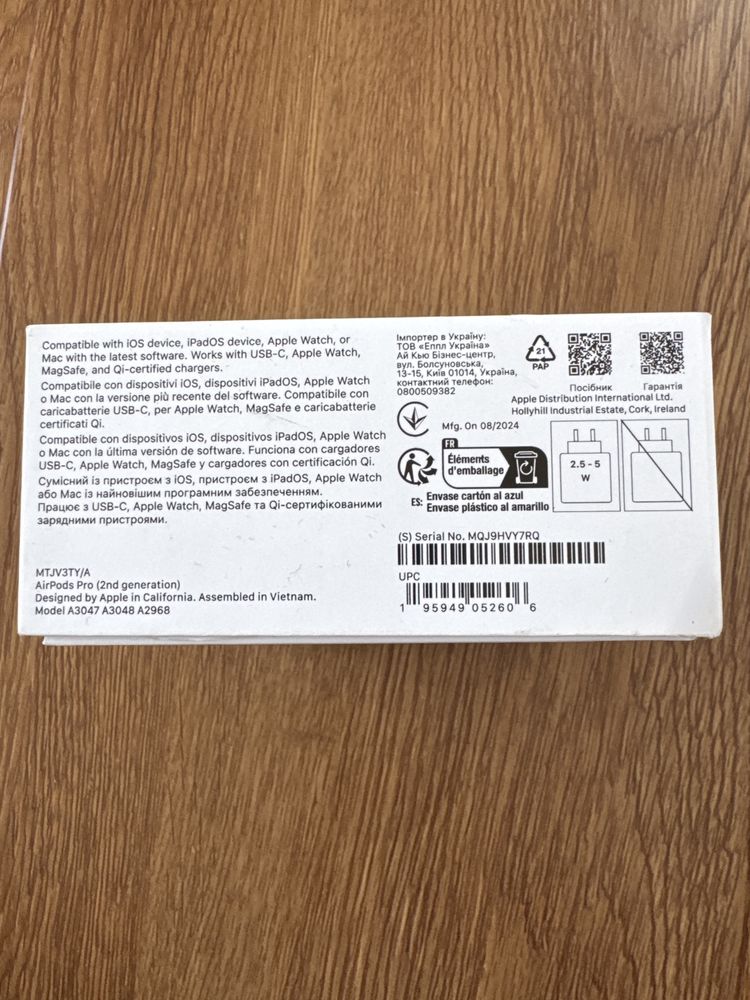 Compatible with iOS device, iPadOS device, Apple Watch, or
Mac with the latest software. Works with USB-C, Apple Watch,
MagSafe, and Qi-certified chargers.
Compatibile con dispositivi iOS, dispositivi iPadOS, Apple Watch
o Mac con la versione più recente del software. Compatibile con
caricabatterie USB-C, per Apple Watch, MagSafe e caricabatterie
certificati Qi.
Compatible con dispositivos iOS, dispositivos iPadOS, Apple Watch
o Mac con la última versión de software. Funciona con cargadores
USB-C, Apple Watch, MagSafe y cargadores con certificación Qi.
Сумісний із пристроєм з iOS, пристроєм з iPadOS, Apple Watch
або Mac із найновішим програмним забезпеченням.
Працює з USB-C, Apple Watch, MagSafe та Qi-сертифікованими
зарядними пристроями.
MTJV3TY/A
AirPods Pro (2nd generation)
Designed by Apple in California. Assembled in Vietnam.
Model A3047 A3048 A2968
Імпортер в Україну:
ТОВ «Еппл Україна»
Ай Кью Бізнес-центр,
вул. Болсуновська,
13-15, Київ 01014, Україна,
контактний телефон:
0800509382
21
PAP
Посібник
Гарантія
Apple Distribution International Ltd.
Hollyhill Industrial Estate, Cork, Ireland
Mfg. On 08/2024
FR
Éléments
d'emballage
ES: Envase cartón al azul
Envase plástico al amarillo
2.5 - 5
W
(S) Serial No. MQJ9HVY7RQ
UPC
1 95949 05260 6